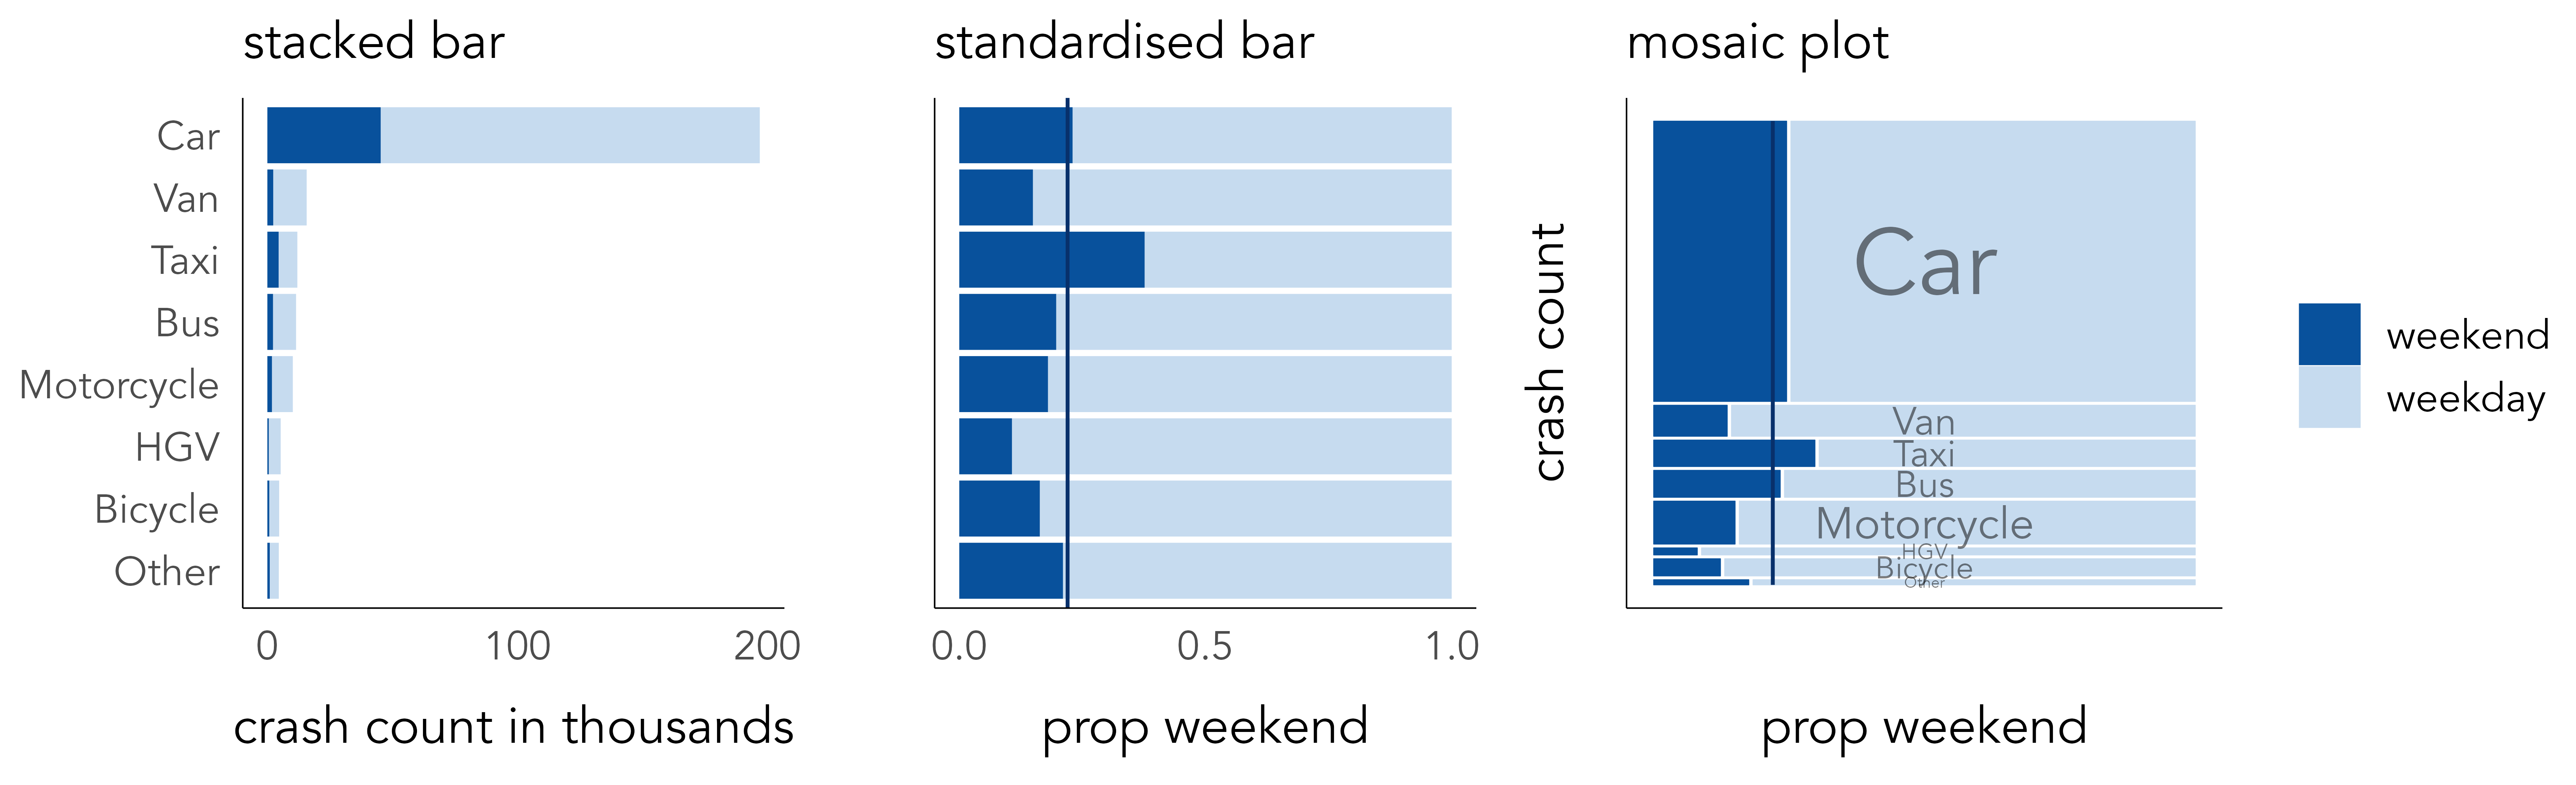 stacked bar
Car
Van
Taxi
Bus
Motorcycle
HGV
Bicycle
Other
0 100 200
crash count in thousands
standardised bar
0.0 0.5 1.0
prop weekend
mosaic plot
crash count
Car
Van
Taxi
Bus
Motorcycle
HGV
Bicycle
Other
prop weekend
weekend
weekday